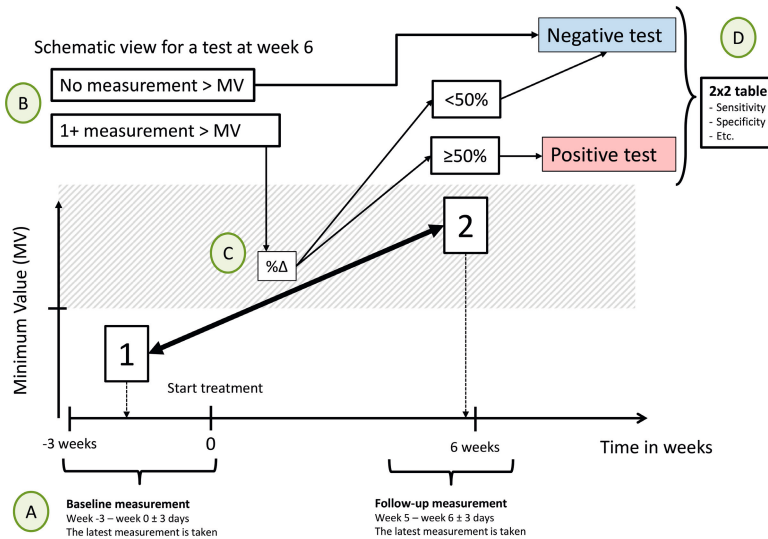 Schematic view for a test at week 6
B
No measurement > MV
1+ measurement > MV
<50%
≥50%
Negative test
Positive test
D
2x2 table
- Sensitivity
- Specificity
- Etc.
Minimum Value (MV)
C
%Δ
1
2
Start treatment
-3 weeks
0
6 weeks
Time in weeks
A
Baseline measurement
Week -3 – week 0 ± 3 days
The latest measurement is taken
Follow-up measurement
Week 5 – week 6 ± 3 days
The latest measurement is taken